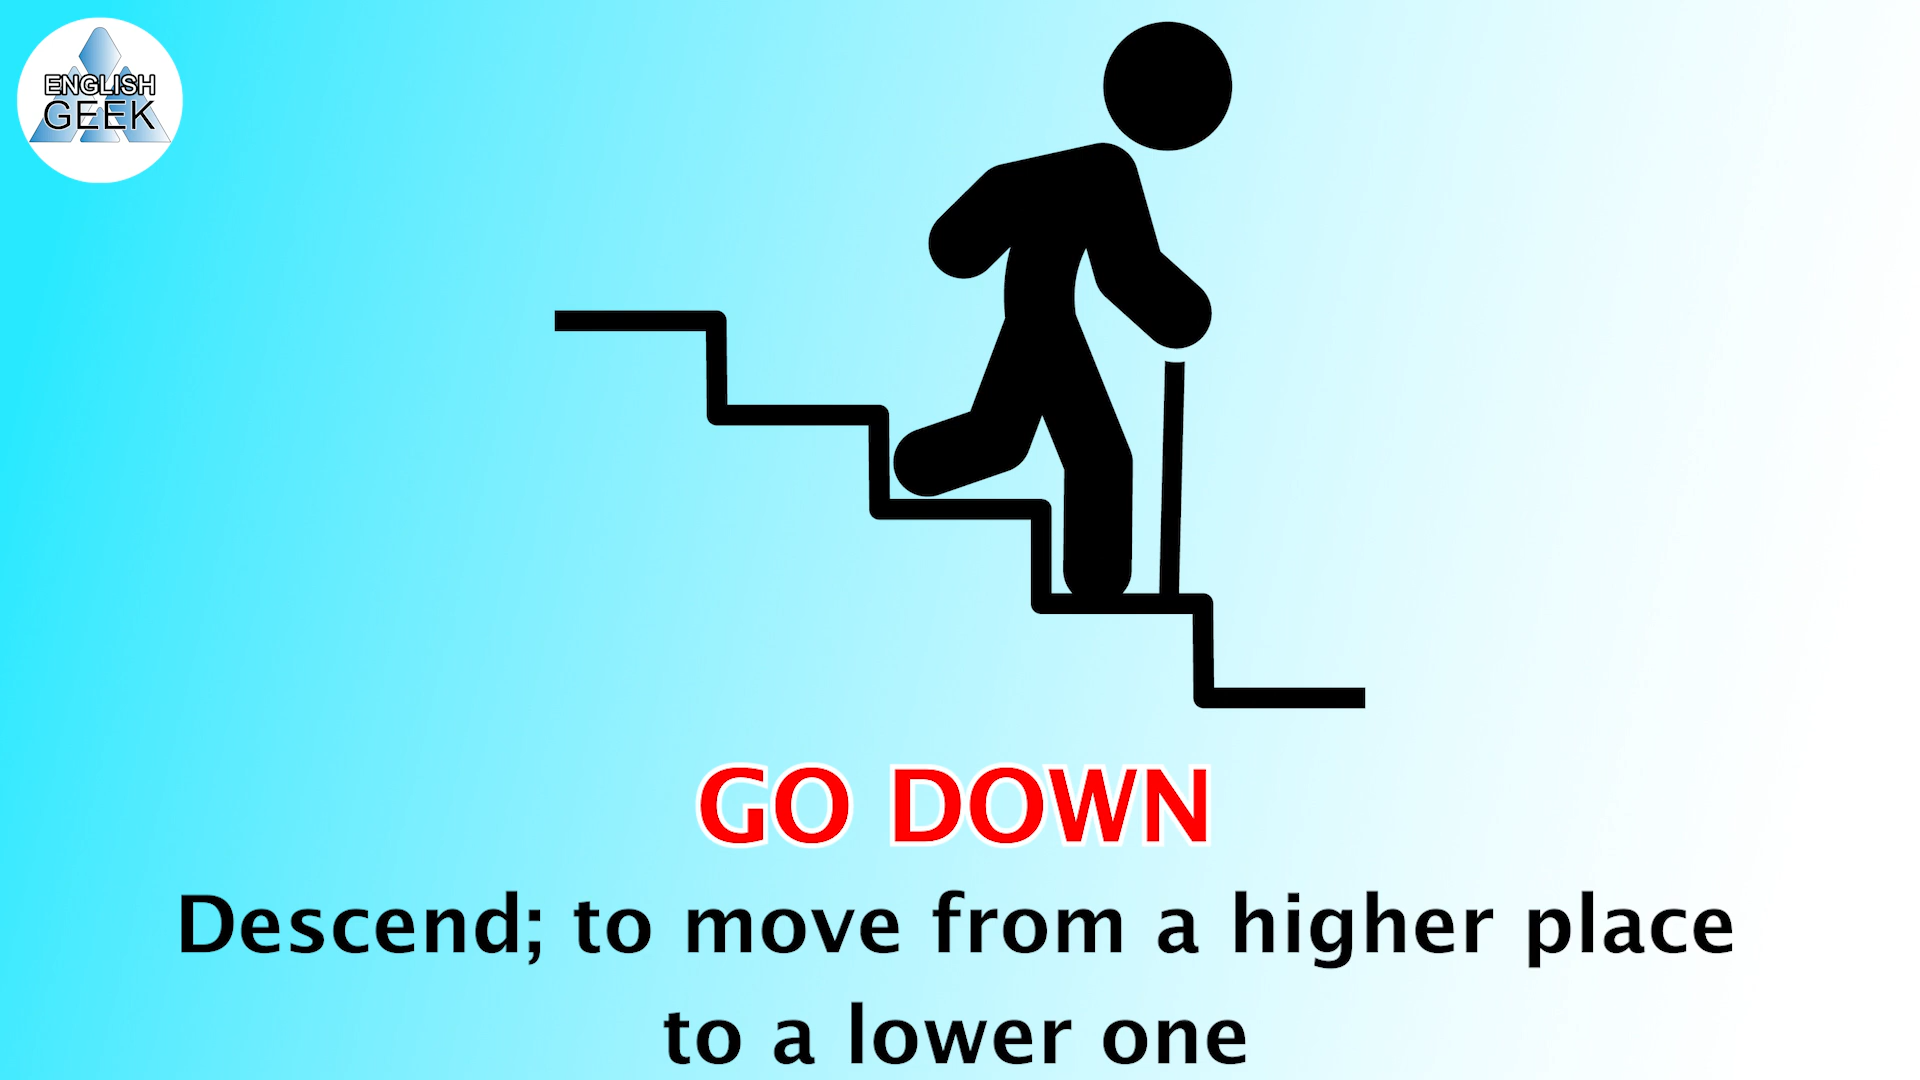 ENGLISH
GEEK
GO DOWN
Descend; to move from a higher place
to a lower one